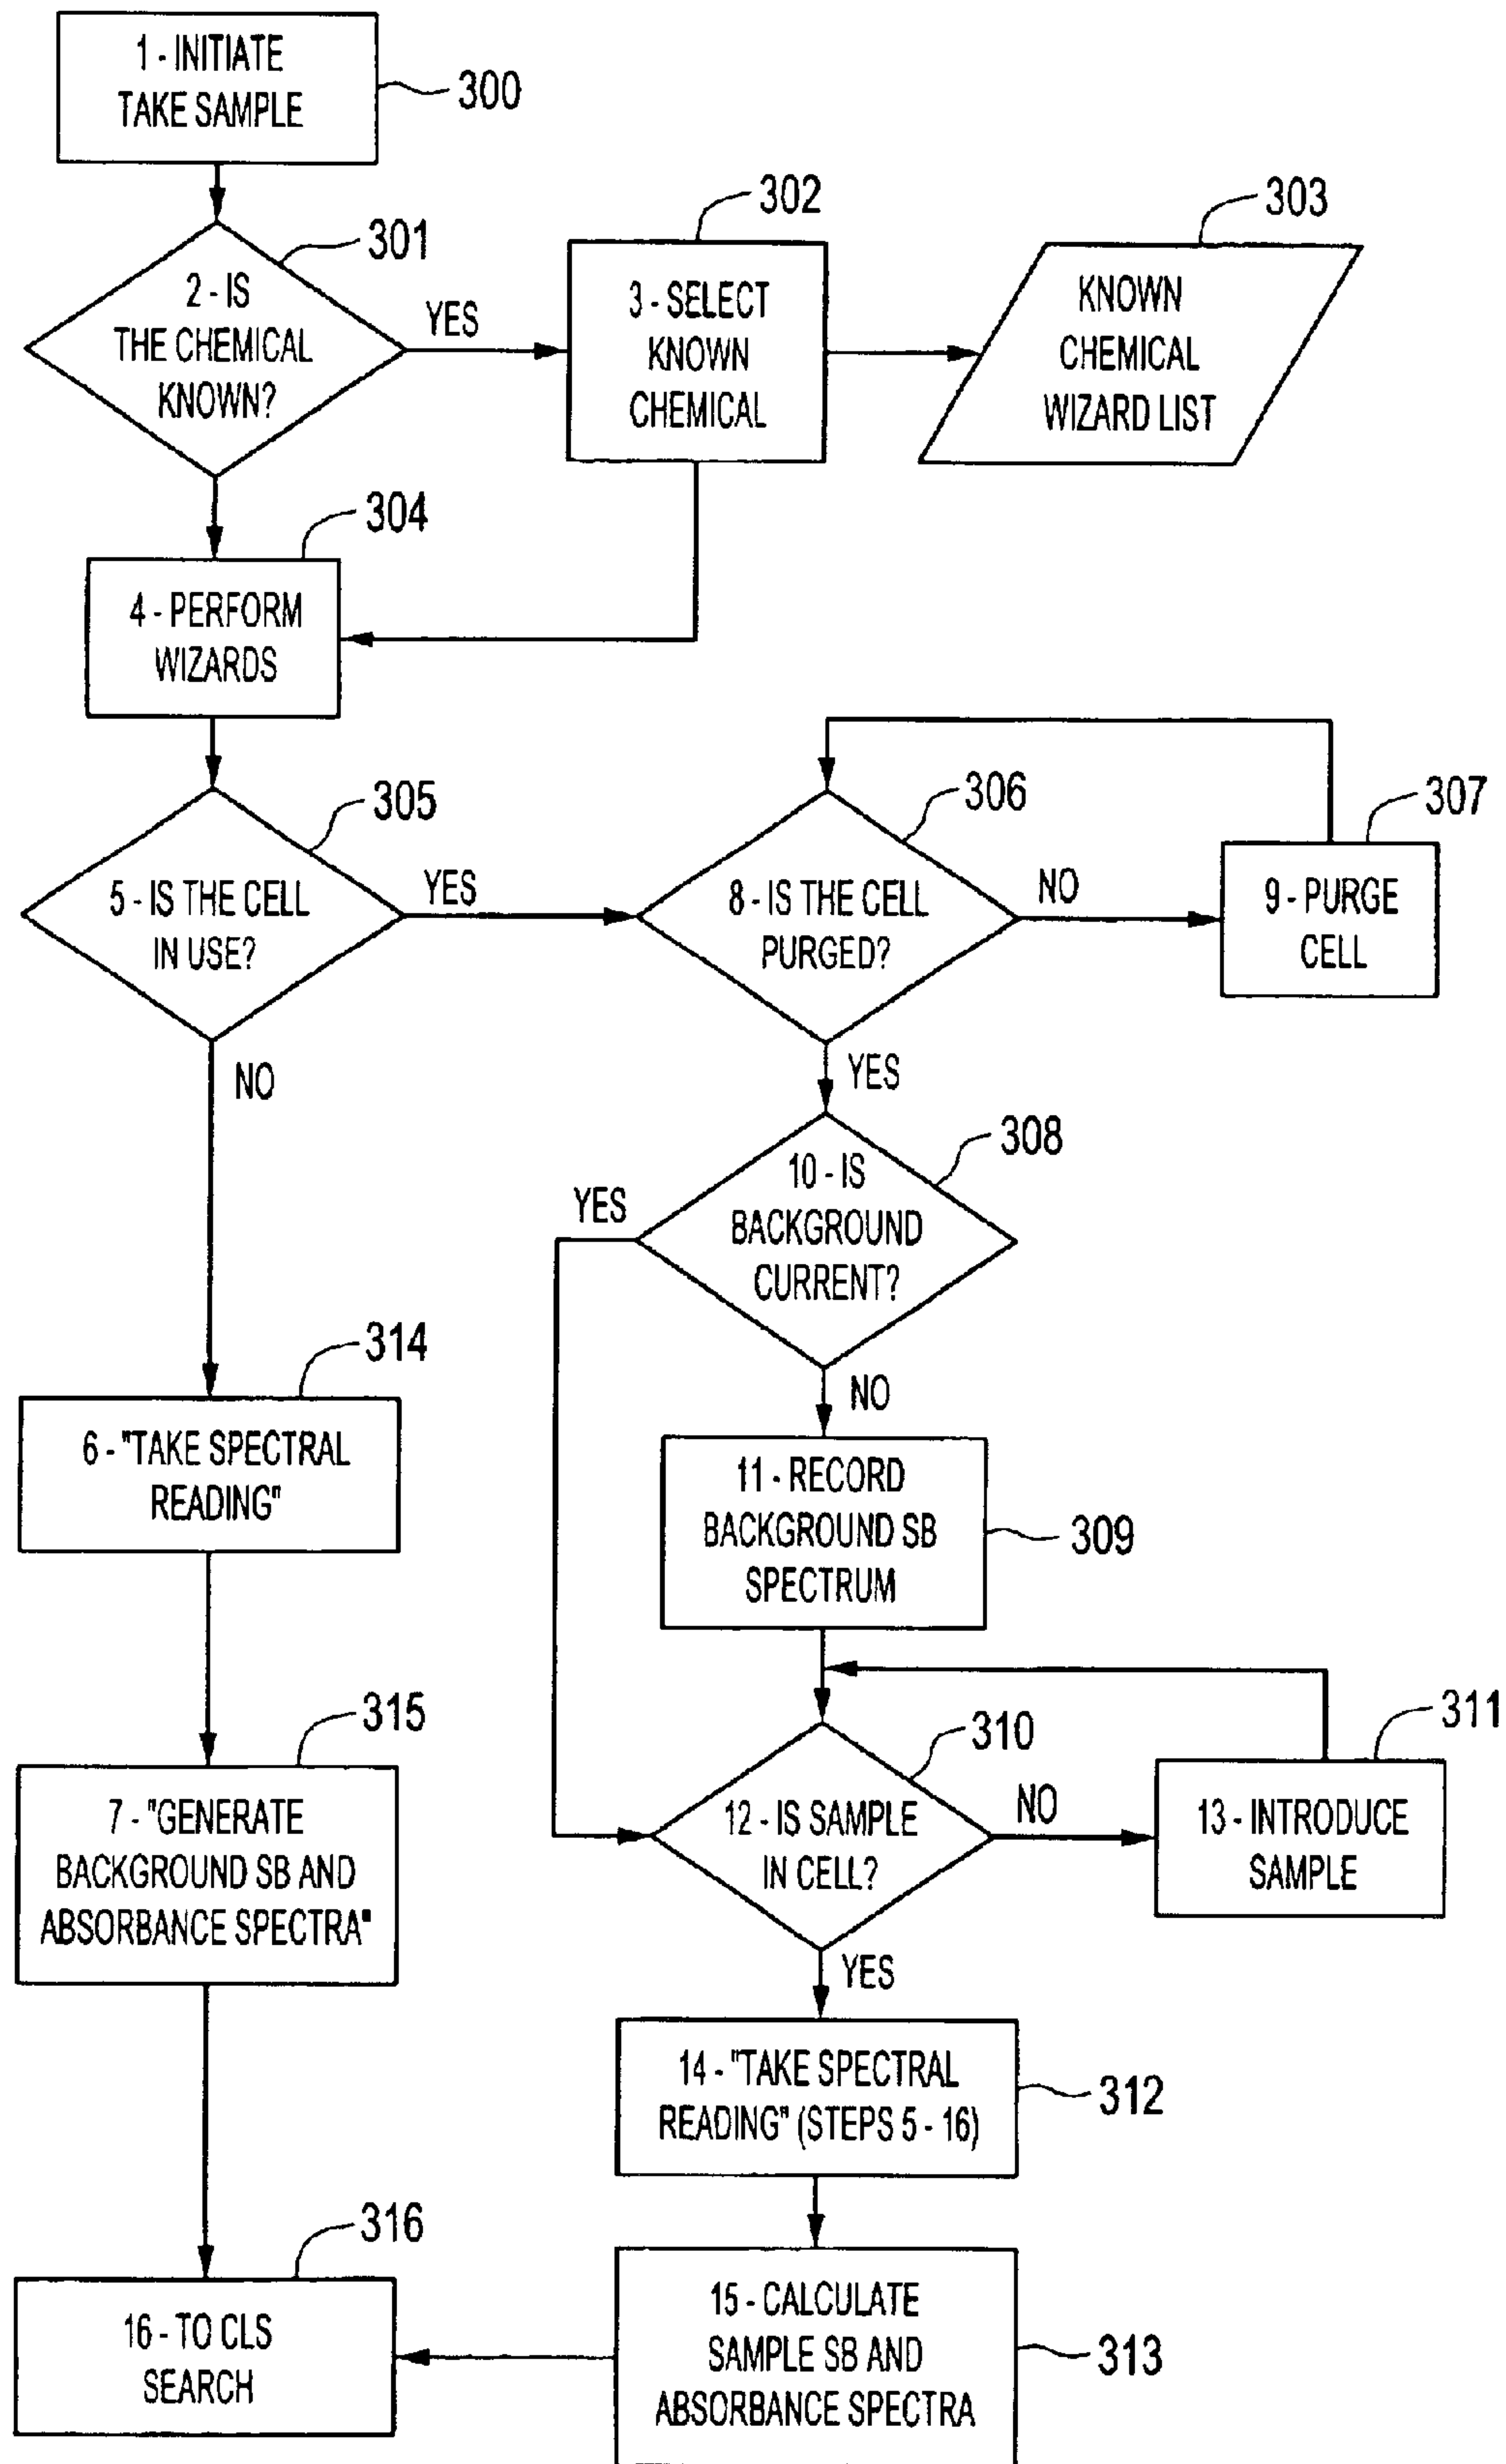 1 - INITIATE
TAKE SAMPLE
300
301
2 - IS
THE CHEMICAL
KNOWN?
YES
302
3 - SELECT
KNOWN
CHEMICAL
303
KNOWN
CHEMICAL
WIZARD LIST
304
4 - PERFORM
WIZARDS
305
5 - IS THE CELL
IN USE?
YES
NO
306
8 - IS THE CELL
PURGED?
NO
YES
307
9 - PURGE
CELL
308
10 - IS
BACKGROUND
CURRENT?
YES
NO
11 - RECORD
BACKGROUND SB
SPECTRUM
309
310
12 - IS SAMPLE
IN CELL?
NO
YES
311
13 - INTRODUCE
SAMPLE
14 - "TAKE SPECTRAL
READING" (STEPS 5 - 16)
312
15 - CALCULATE
SAMPLE SB AND
ABSORBANCE SPECTRA
313
314
6 - "TAKE SPECTRAL
READING"
315
7 - "GENERATE
BACKGROUND SB AND
ABSORBANCE SPECTRA"
316
16 - TO CLS
SEARCH